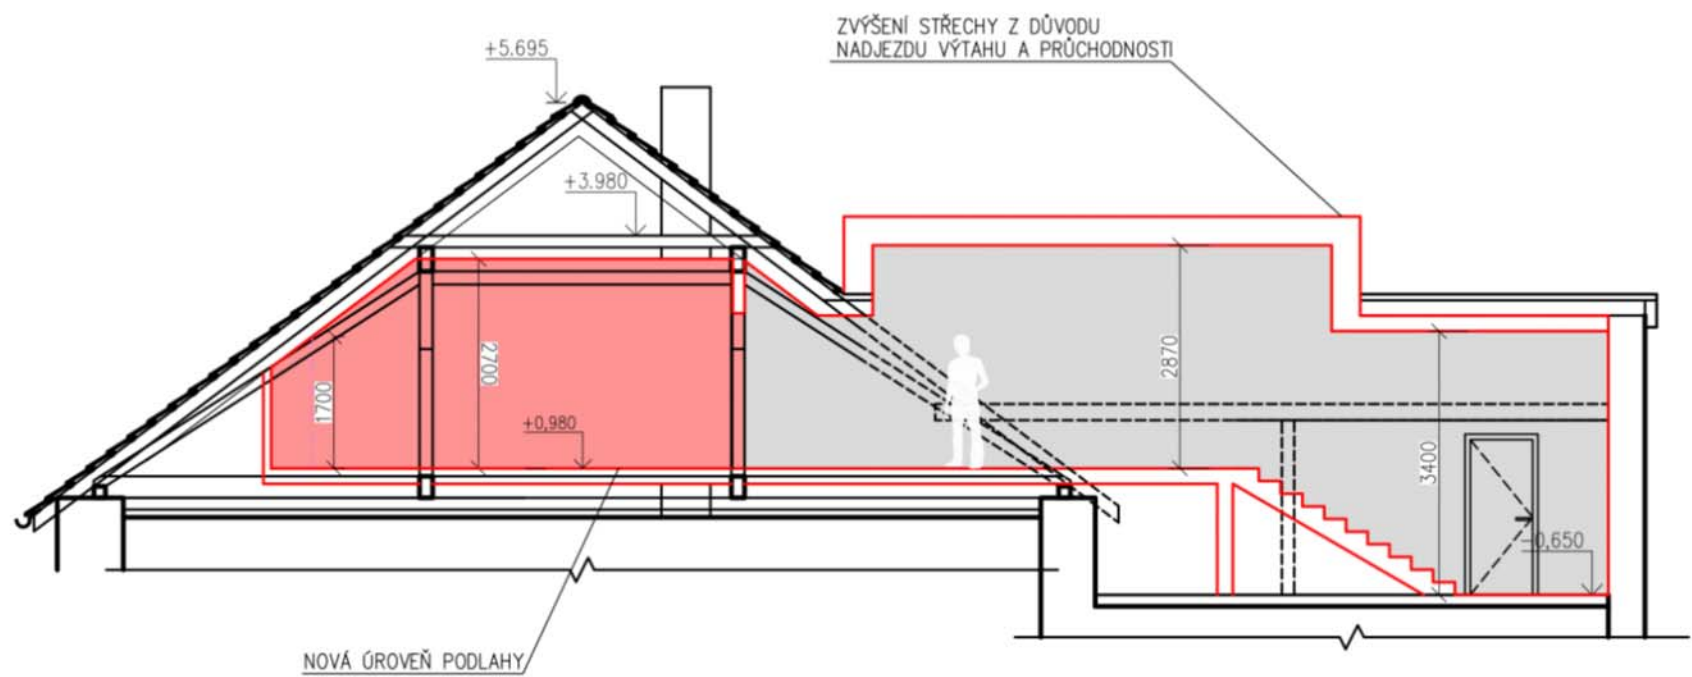 ZVÝŠENÍ STŘECHY Z DŮVODU
NADJEZDU VÝTAHU A PRŮCHODNOSTI
+5.695
+3.980
1700
2700
+0,980
2870
3400
-0,650
NOVÁ ÚROVEŇ PODLAHY